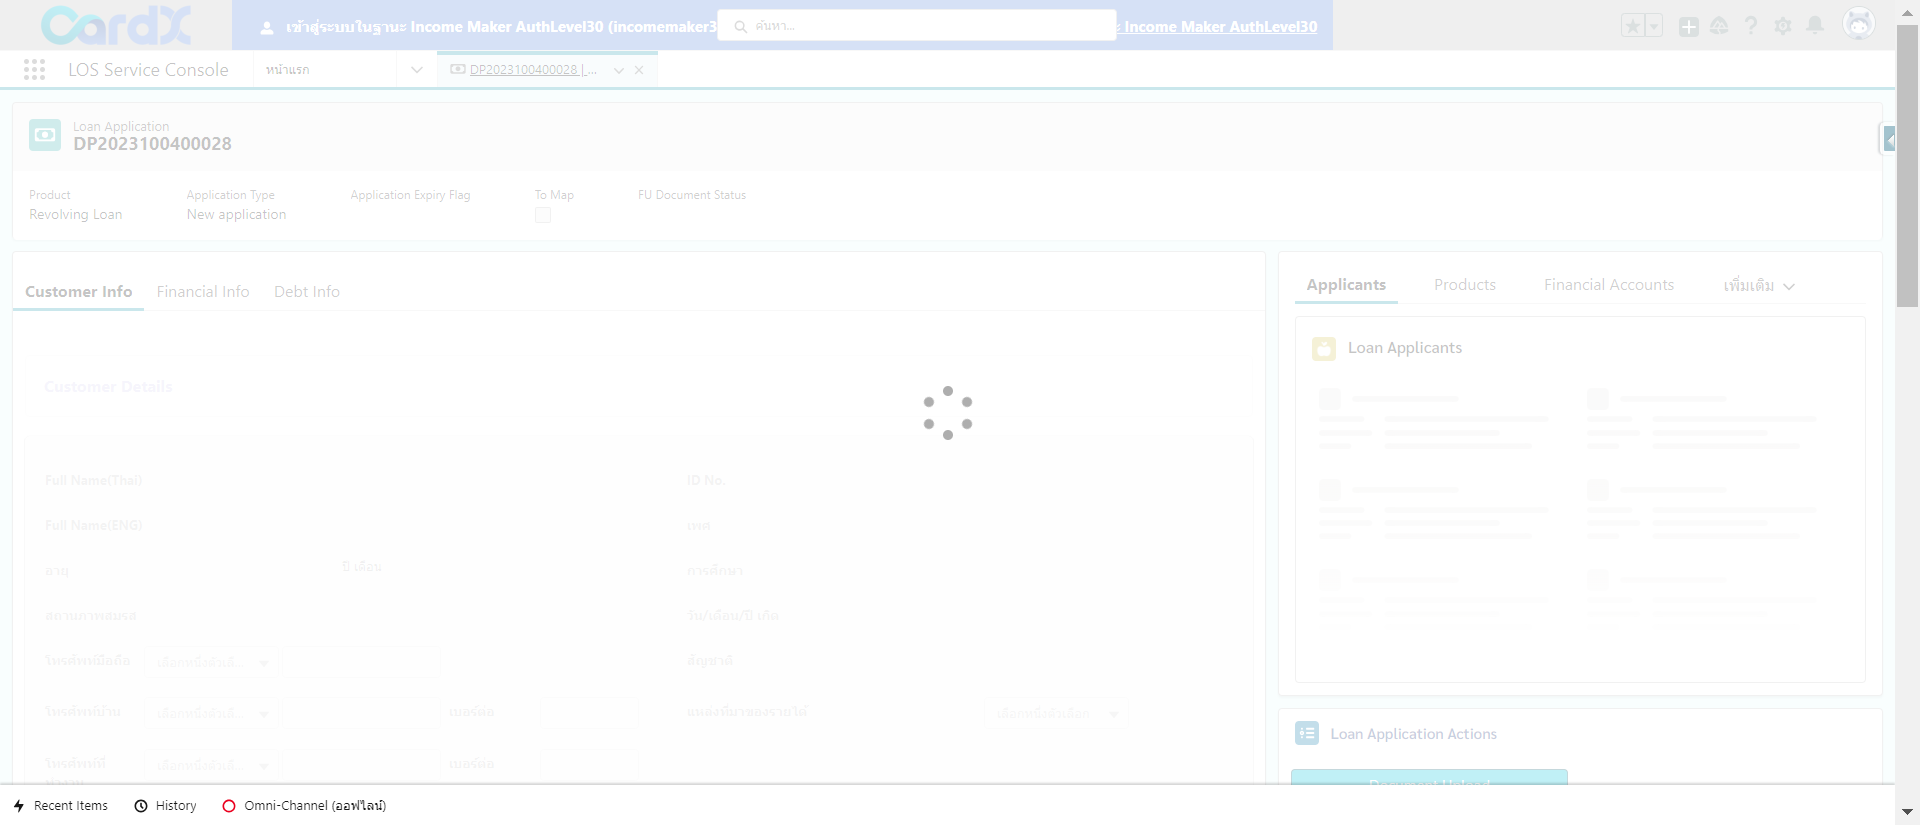 CardX
เข้าสู่ระบบในฐานะ Income Maker AuthLevel30 (incomemaker3
ค้นหา...
Income Maker AuthLevel30
LOS Service Console
หน้าแรก
DP2023100400028 | ...
Loan Application
DP2023100400028
Product
Application Type
Application Expiry Flag
To Map
FU Document Status
Revolving Loan
New application
Customer Info
Financial Info
Debt Info
Applicants
Products
Financial Accounts
เพิ่มเติม
Loan Applicants
Customer Details
Full Name(Thai)
ID No.
Full Name(ENG)
เพศ
อายุ
ปี เดือน
การศึกษา
สถานภาพสมรส
วัน/เดือน/ปี เกิด
โทรศัพท์มือถือ
เลือกหนึ่งตัวเลื...
สัญชาติ
โทรศัพท์บ้าน
เลือกหนึ่งตัวเลื...
เบอร์ต่อ
แหล่งที่มาของรายได้
เลือกหนึ่งตัวเลือก
โทรศัพท์ที่
เลือกหนึ่งตัวเลื...
เบอร์ต่อ
Loan Application Actions
Document Upload
Recent Items
History
Omni-Channel (ออฟไลน์)